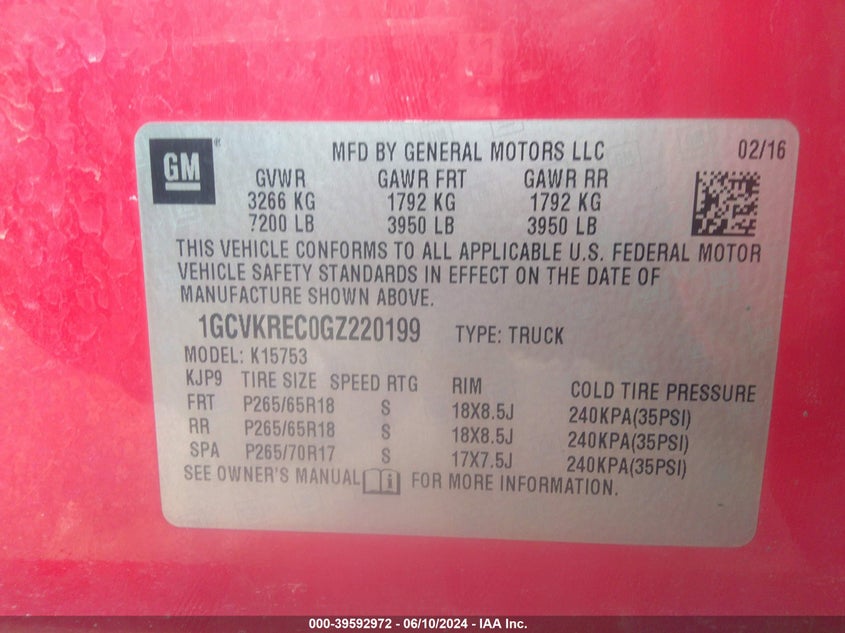 GM®
MFD BY GENERAL MOTORS LLC 02/16
GVWR GAWR FRT GAWR RR
3266 KG 1792 KG 1792 KG
7200 LB 3950 LB 3950 LB
THIS VEHICLE CONFORMS TO ALL APPLICABLE U.S. FEDERAL MOTOR
VEHICLE SAFETY STANDARDS IN EFFECT ON THE DATE OF
MANUFACTURE SHOWN ABOVE.
1GCVKREC0GZ220199 TYPE: TRUCK
MODEL: K15753
KJP9 TIRE SIZE SPEED RTG RIM COLD TIRE PRESSURE
FRT P265/65R18 S 18X8.5J 240KPA(35PSI)
RR P265/65R18 S 18X8.5J 240KPA(35PSI)
SPA P265/70R17 S 17X7.5J 240KPA(35PSI)
SEE OWNER'S MANUAL i FOR MORE INFORMATION.
000-39592972 - 06/10/2024 - IAA Inc.